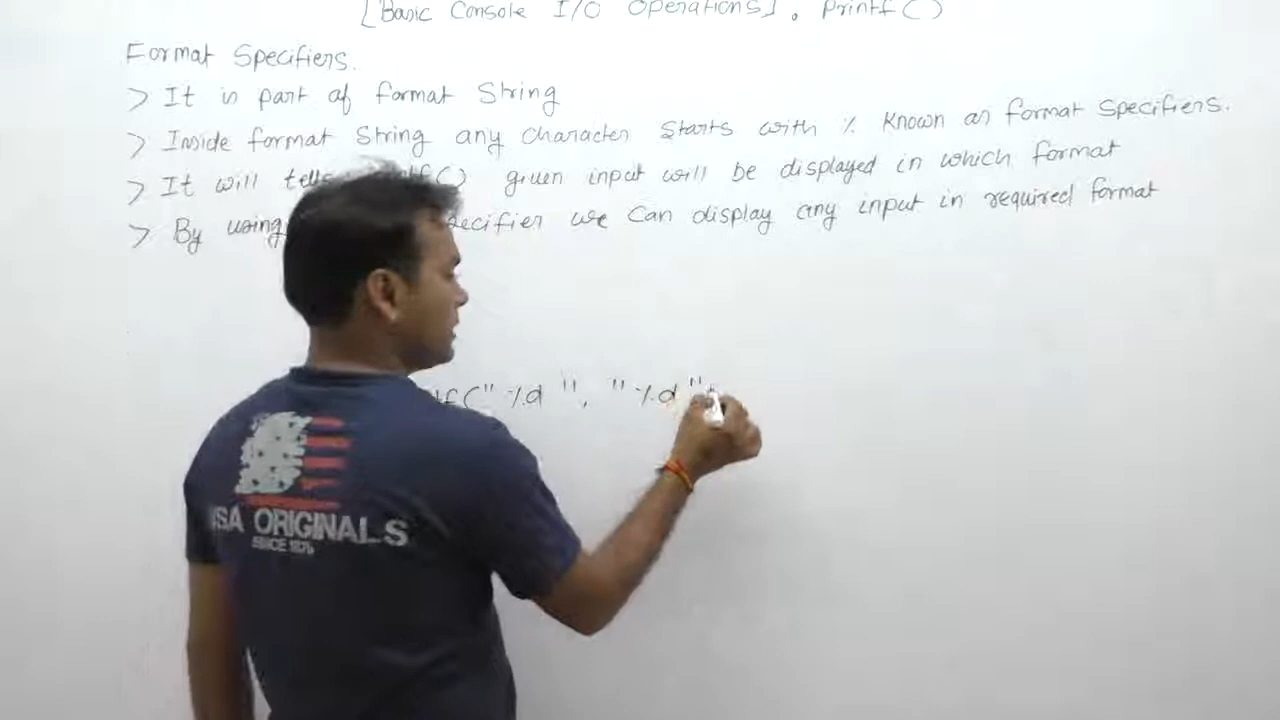 [Basic Console I/O Operations], Printf()
Format Specifiers.
> It is part of format String
> Inside format String any character starts with % known as format Specifiers.
> It will tells given input will be displayed in which format
> By using we can display any input in required format
(" %d ", " %d "
USA ORIGINALS
SINCE